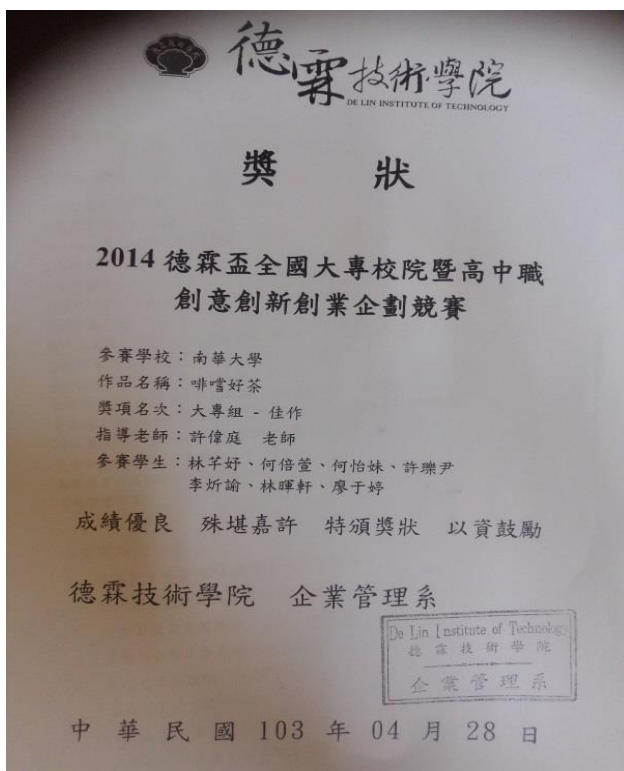 德霖技術學院
DE LIN INSTITUTE OF TECHNOLOGY
獎 狀
2014 德霖盃全國大專校院暨高中職
創意創新創業企劃競賽
參賽學校：南華大學
作品名稱：啡嚐好茶
獎項名次：大專組 - 佳作
指導老師：許偉庭 老師
參賽學生：林芊妤、何倍萱、何怡姝、許瓅尹
李炘諭、林暉軒、廖于婷
成績優良 殊堪嘉許 特頒獎狀 以資鼓勵
德霖技術學院 企業管理系
De Lin Institute of Technology
德霖技術學院
企業管理系
中華民國 103 年 04 月 28 日